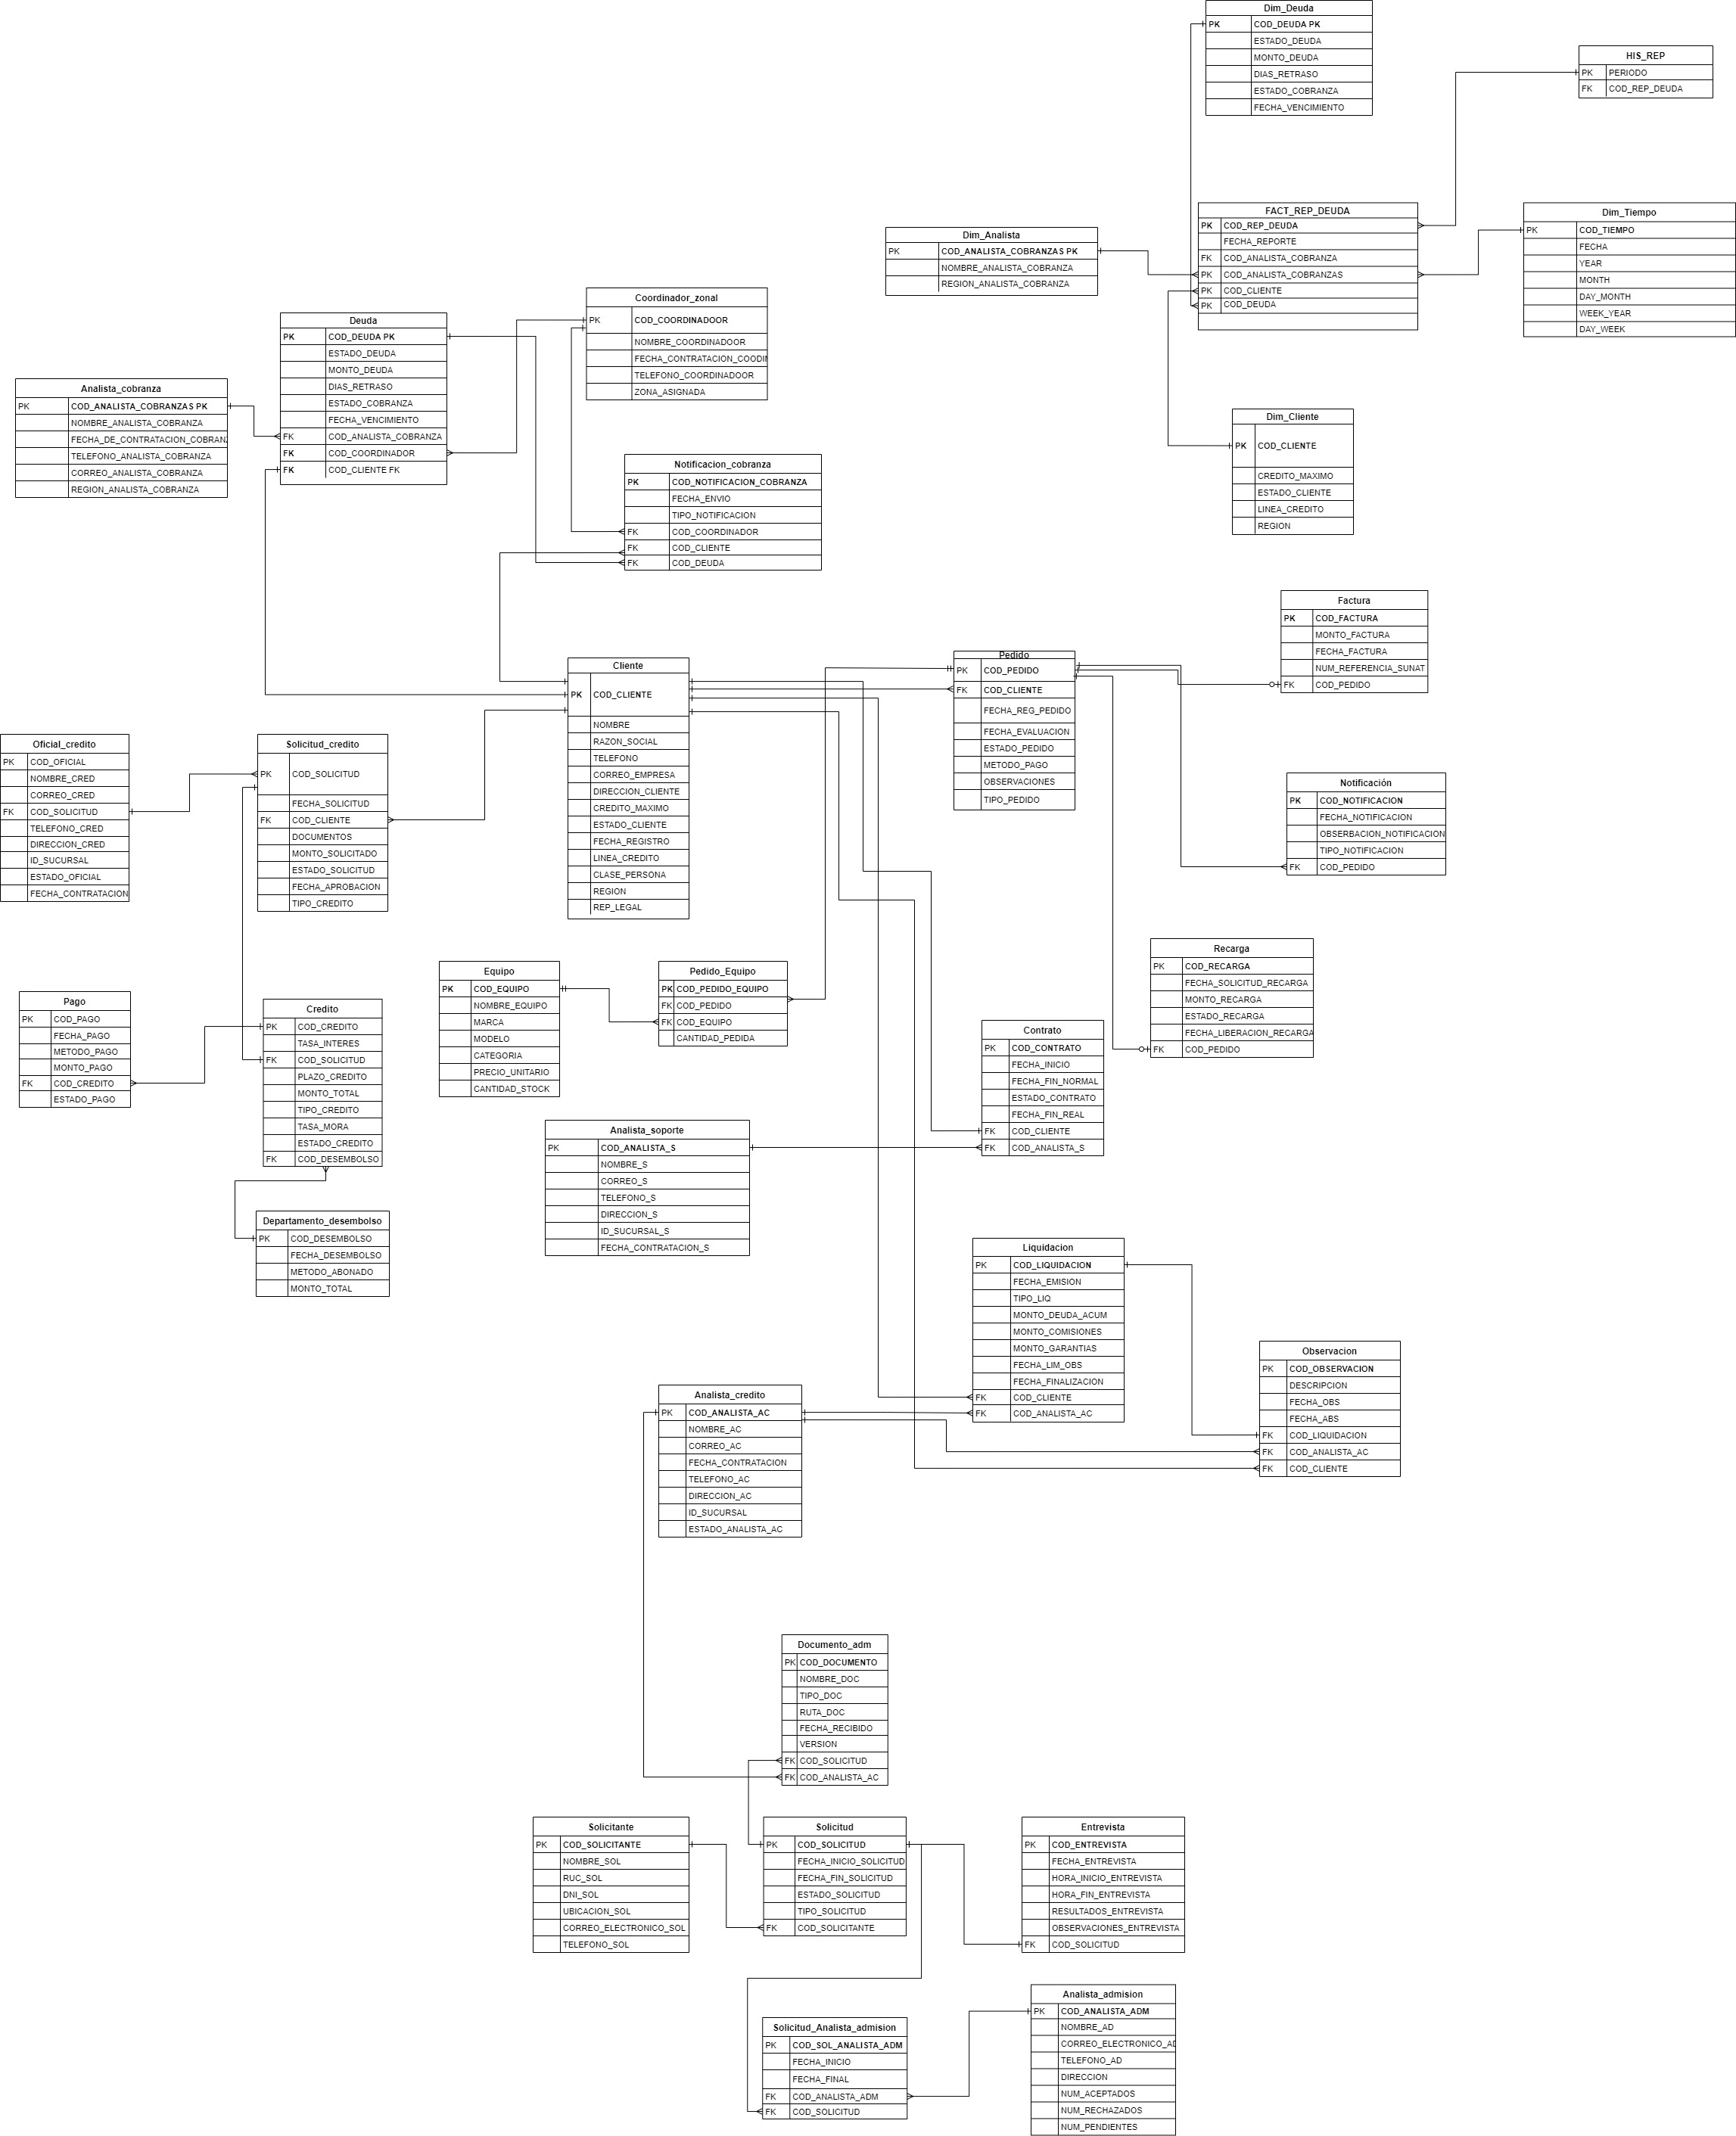 Dim_Deuda
PK COD_DEUDA PK
ESTADO_DEUDA
MONTO_DEUDA
DIAS_RETRASO
ESTADO_COBRANZA
FECHA_VENCIMIENTO
HIS_REP
PK PERIODO
FK COD_REP_DEUDA
FACT_REP_DEUDA
PK COD_REP_DEUDA
FECHA_REPORTE
FK COD_ANALISTA_COBRANZA
PK COD_ANALISTA_COBRANZAS
PK COD_CLIENTE
PK COD_DEUDA
Dim_Tiempo
PK COD_TIEMPO
FECHA
YEAR
MONTH
DAY_MONTH
WEEK_YEAR
DAY_WEEK
Dim_Analista
PK COD_ANALISTA_COBRANZAS PK
NOMBRE_ANALISTA_COBRANZA
REGION_ANALISTA_COBRANZA
Coordinador_zonal
PK COD_COORDINADOOR
NOMBRE_COORDINADOOR
FECHA_CONTRATACION_COODIN
TELEFONO_COORDINADOOR
ZONA_ASIGNADA
Deuda
PK COD_DEUDA PK
ESTADO_DEUDA
MONTO_DEUDA
DIAS_RETRASO
ESTADO_COBRANZA
FECHA_VENCIMIENTO
FK COD_ANALISTA_COBRANZA
FK COD_COORDINADOR
FK COD_CLIENTE FK
Analista_cobranza
PK COD_ANALISTA_COBRANZAS PK
NOMBRE_ANALISTA_COBRANZA
FECHA_DE_CONTRATACION_COBRAN
TELEFONO_ANALISTA_COBRANZA
CORREO_ANALISTA_COBRANZA
REGION_ANALISTA_COBRANZA
Dim_Cliente
PK COD_CLIENTE
CREDITO_MAXIMO
ESTADO_CLIENTE
LINEA_CREDITO
REGION
Notificacion_cobranza
PK COD_NOTIFICACION_COBRANZA
FECHA_ENVIO
TIPO_NOTIFICACION
FK COD_COORDINADOR
FK COD_CLIENTE
FK COD_DEUDA
Factura
PK COD_FACTURA
MONTO_FACTURA
FECHA_FACTURA
NUM_REFERENCIA_SUNAT
FK COD_PEDIDO
Cliente
PK COD_CLIENTE
NOMBRE
RAZON_SOCIAL
TELEFONO
CORREO_EMPRESA
DIRECCION_CLIENTE
CREDITO_MAXIMO
ESTADO_CLIENTE
FECHA_REGISTRO
LINEA_CREDITO
CLASE_PERSONA
REGION
REP_LEGAL
Pedido
PK COD_PEDIDO
FK COD_CLIENTE
FECHA_REG_PEDIDO
FECHA_EVALUACION
ESTADO_PEDIDO
METODO_PAGO
OBSERVACIONES
TIPO_PEDIDO
Oficial_credito
PK COD_OFICIAL
NOMBRE_CRED
CORREO_CRED
FK COD_SOLICITUD
TELEFONO_CRED
DIRECCION_CRED
ID_SUCURSAL
ESTADO_OFICIAL
FECHA_CONTRATACION
Solicitud_credito
PK COD_SOLICITUD
FECHA_SOLICITUD
FK COD_CLIENTE
DOCUMENTOS
MONTO_SOLICITADO
ESTADO_SOLICITUD
FECHA_APROBACION
TIPO_CREDITO
Notificación
PK COD_NOTIFICACION
FECHA_NOTIFICACION
OBSERBACION_NOTIFICACION
TIPO_NOTIFICACION
FK COD_PEDIDO
Recarga
PK COD_RECARGA
FECHA_SOLICITUD_RECARGA
MONTO_RECARGA
ESTADO_RECARGA
FECHA_LIBERACION_RECARGA
FK COD_PEDIDO
Equipo
PK COD_EQUIPO
NOMBRE_EQUIPO
MARCA
MODELO
CATEGORIA
PRECIO_UNITARIO
CANTIDAD_STOCK
Pedido_Equipo
PK COD_PEDIDO_EQUIPO
FK COD_PEDIDO
FK COD_EQUIPO
CANTIDAD_PEDIDA
Pago
PK COD_PAGO
FECHA_PAGO
METODO_PAGO
MONTO_PAGO
FK COD_CREDITO
ESTADO_PAGO
Credito
PK COD_CREDITO
TASA_INTERES
FK COD_SOLICITUD
PLAZO_CREDITO
MONTO_TOTAL
TIPO_CREDITO
TASA_MORA
ESTADO_CREDITO
FK COD_DESEMBOLSO
Contrato
PK COD_CONTRATO
FECHA_INICIO
FECHA_FIN_NORMAL
ESTADO_CONTRATO
FECHA_FIN_REAL
FK COD_CLIENTE
FK COD_ANALISTA_S
Analista_soporte
PK COD_ANALISTA_S
NOMBRE_S
CORREO_S
TELEFONO_S
DIRECCION_S
ID_SUCURSAL_S
FECHA_CONTRATACION_S
Departamento_desembolso
PK COD_DESEMBOLSO
FECHA_DESEMBOLSO
METODO_ABONADO
MONTO_TOTAL
Liquidacion
PK COD_LIQUIDACION
FECHA_EMISION
TIPO_LIQ
MONTO_DEUDA_ACUM
MONTO_COMISIONES
MONTO_GARANTIAS
FECHA_LIM_OBS
FECHA_FINALIZACION
FK COD_CLIENTE
FK COD_ANALISTA_AC
Observacion
PK COD_OBSERVACION
DESCRIPCION
FECHA_OBS
FECHA_ABS
FK COD_LIQUIDACION
FK COD_ANALISTA_AC
FK COD_CLIENTE
Analista_credito
PK COD_ANALISTA_AC
NOMBRE_AC
CORREO_AC
FECHA_CONTRATACION
TELEFONO_AC
DIRECCION_AC
ID_SUCURSAL
ESTADO_ANALISTA_AC
Documento_adm
PK COD_DOCUMENTO
NOMBRE_DOC
TIPO_DOC
RUTA_DOC
FECHA_RECIBIDO
VERSION
FK COD_SOLICITUD
FK COD_ANALISTA_AC
Solicitante
PK COD_SOLICITANTE
NOMBRE_SOL
RUC_SOL
DNI_SOL
UBICACION_SOL
CORREO_ELECTRONICO_SOL
TELEFONO_SOL
Solicitud
PK COD_SOLICITUD
FECHA_INICIO_SOLICITUD
FECHA_FIN_SOLICITUD
ESTADO_SOLICITUD
TIPO_SOLICITUD
FK COD_SOLICITANTE
Entrevista
PK COD_ENTREVISTA
FECHA_ENTREVISTA
HORA_INICIO_ENTREVISTA
HORA_FIN_ENTREVISTA
RESULTADOS_ENTREVISTA
OBSERVACIONES_ENTREVISTA
FK COD_SOLICITUD
Solicitud_Analista_admision
PK COD_SOL_ANALISTA_ADM
FECHA_INICIO
FECHA_FINAL
FK COD_ANALISTA_ADM
FK COD_SOLICITUD
Analista_admision
PK COD_ANALISTA_ADM
NOMBRE_AD
CORREO_ELECTRONICO_AD
TELEFONO_AD
DIRECCION
NUM_ACEPTADOS
NUM_RECHAZADOS
NUM_PENDIENTES